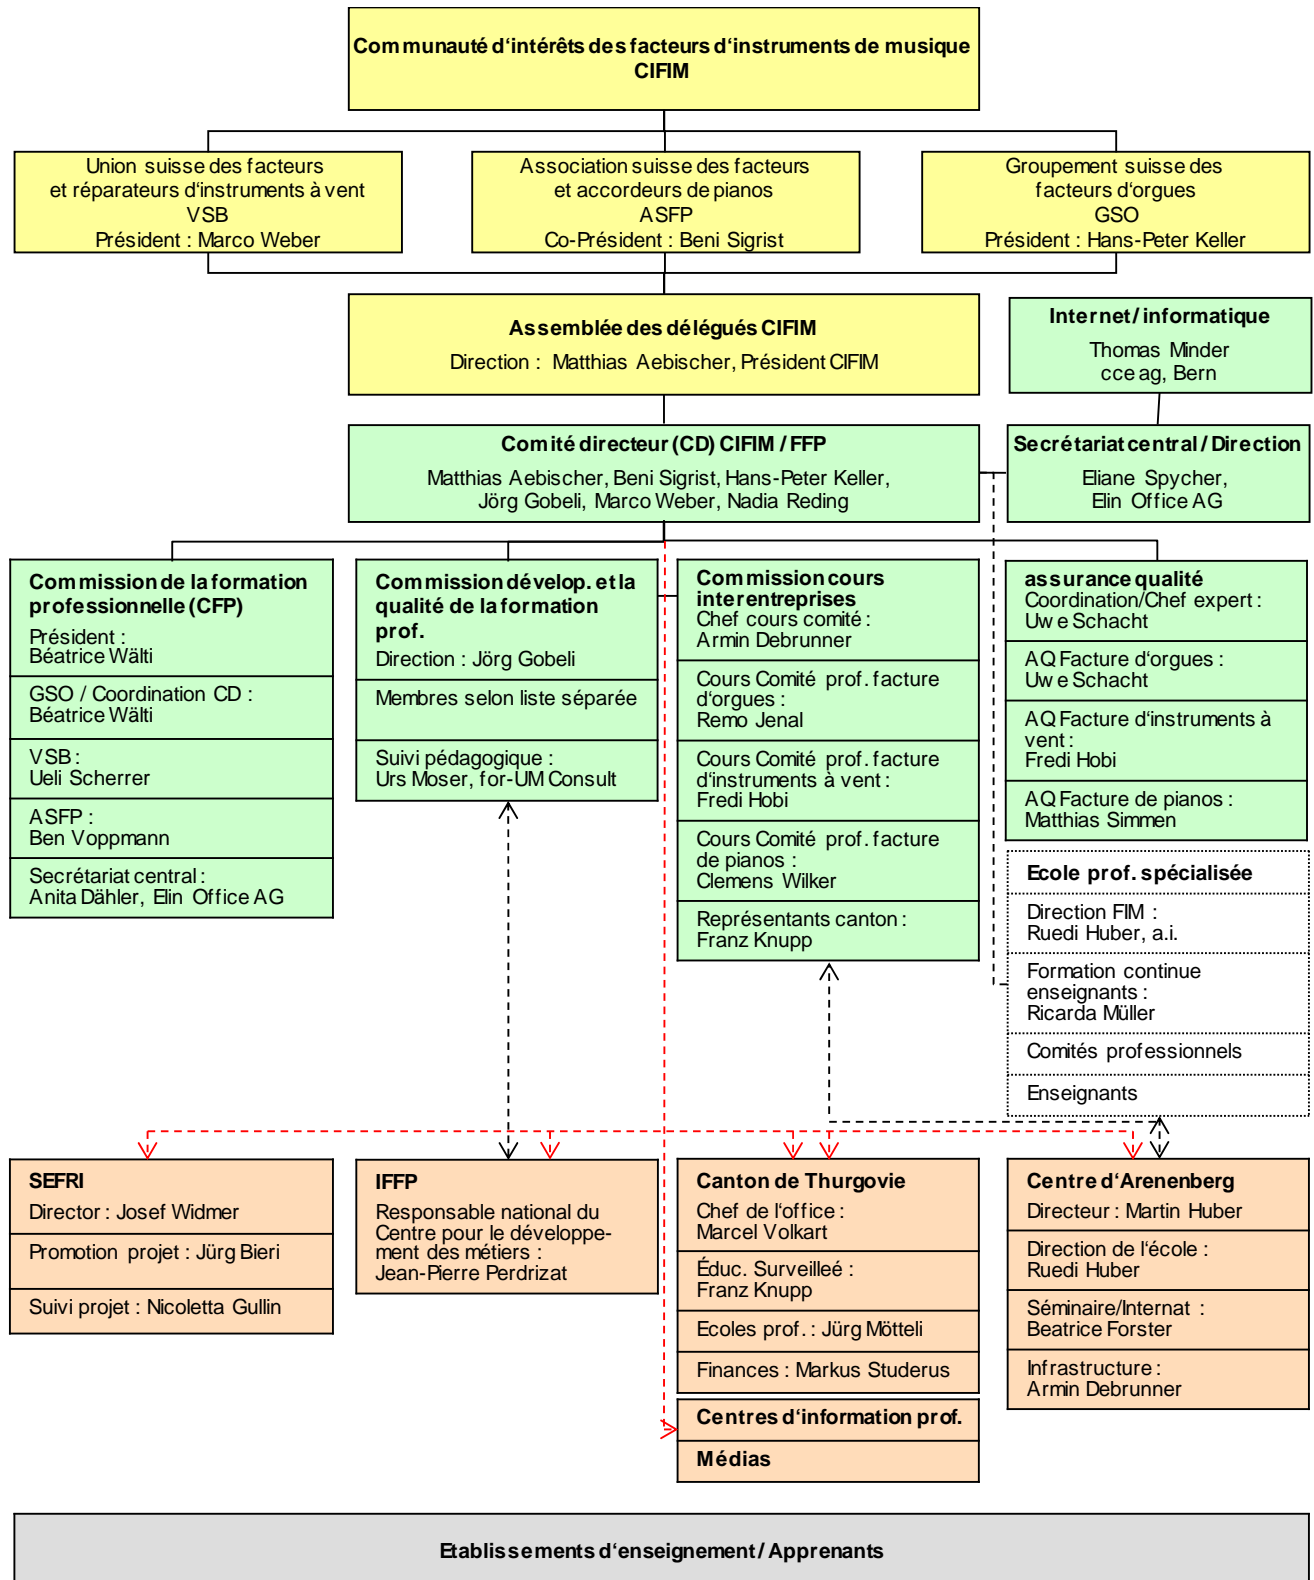 Communauté d‘intérêts des facteurs d‘instruments de musique
CIFIM
Union suisse des facteurs
et réparateurs d‘instruments à vent
VSB
Président : Marco Weber
Association suisse des facteurs
et accordeurs de pianos
ASFP
Co-Président : Beni Sigrist
Groupement suisse des
facteurs d‘orgues
GSO
Président : Hans-Peter Keller
Assemblée des délégués CIFIM
Direction : Matthias Aebischer, Président CIFIM
Internet / informatique
Thomas Minder
cce ag, Bern
Comité directeur (CD) CIFIM / FFP
Matthias Aebischer, Beni Sigrist, Hans-Peter Keller,
Jörg Gobeli, Marco Weber, Nadia Reding
Secrétariat central / Direction
Eliane Spycher,
Elin Office AG
Commission de la formation
professionnelle (CFP)
Président :
Béatrice Wälti
GSO / Coordination CD :
Béatrice Wälti
VSB :
Ueli Scherrer
ASFP :
Ben Voppmann
Secrétariat central :
Anita Dähler, Elin Office AG
Commission dévelop. et la
qualité de la formation
prof.
Direction : Jörg Gobeli
Membres selon liste séparée
Suivi pédagogique :
Urs Moser, for-UM Consult
Commission cours
interentreprises
Chef cours comité :
Armin Debrunner
Cours Comité prof. facture
d'orgues :
Remo Jenal
Cours Comité prof. facture
d‘instruments à vent :
Fredi Hobi
Cours Comité prof. facture
de pianos :
Clemens Wilker
Représentants canton :
Franz Knupp
assurance qualité
Coordination/Chef expert :
Uwe Schacht
AQ Facture d‘orgues :
Uwe Schacht
AQ Facture d‘instruments à
vent :
Fredi Hobi
AQ Facture de pianos :
Matthias Simmen
Ecole prof. spécialisée
Direction FIM :
Ruedi Huber, a.i.
Formation continue
enseignants :
Ricarda Müller
Comités professionnels
Enseignants
SEFRI
Director : Josef Widmer
Promotion projet : Jürg Bieri
Suivi projet : Nicoletta Gullin
IFFP
Responsable national du
Centre pour le développe-
ment des métiers :
Jean-Pierre Perdrizat
Canton de Thurgovie
Chef de l‘office :
Marcel Volkart
Éduc. Surveilleé :
Franz Knupp
Ecoles prof. : Jürg Mötteli
Finances : Markus Studerus
Centres d‘information prof.
Médias
Centre d‘Arenenberg
Directeur : Martin Huber
Direction de l'école :
Ruedi Huber
Séminaire/Internat :
Beatrice Forster
Infrastructure :
Armin Debrunner
Etablissements d‘enseignement / Apprenants